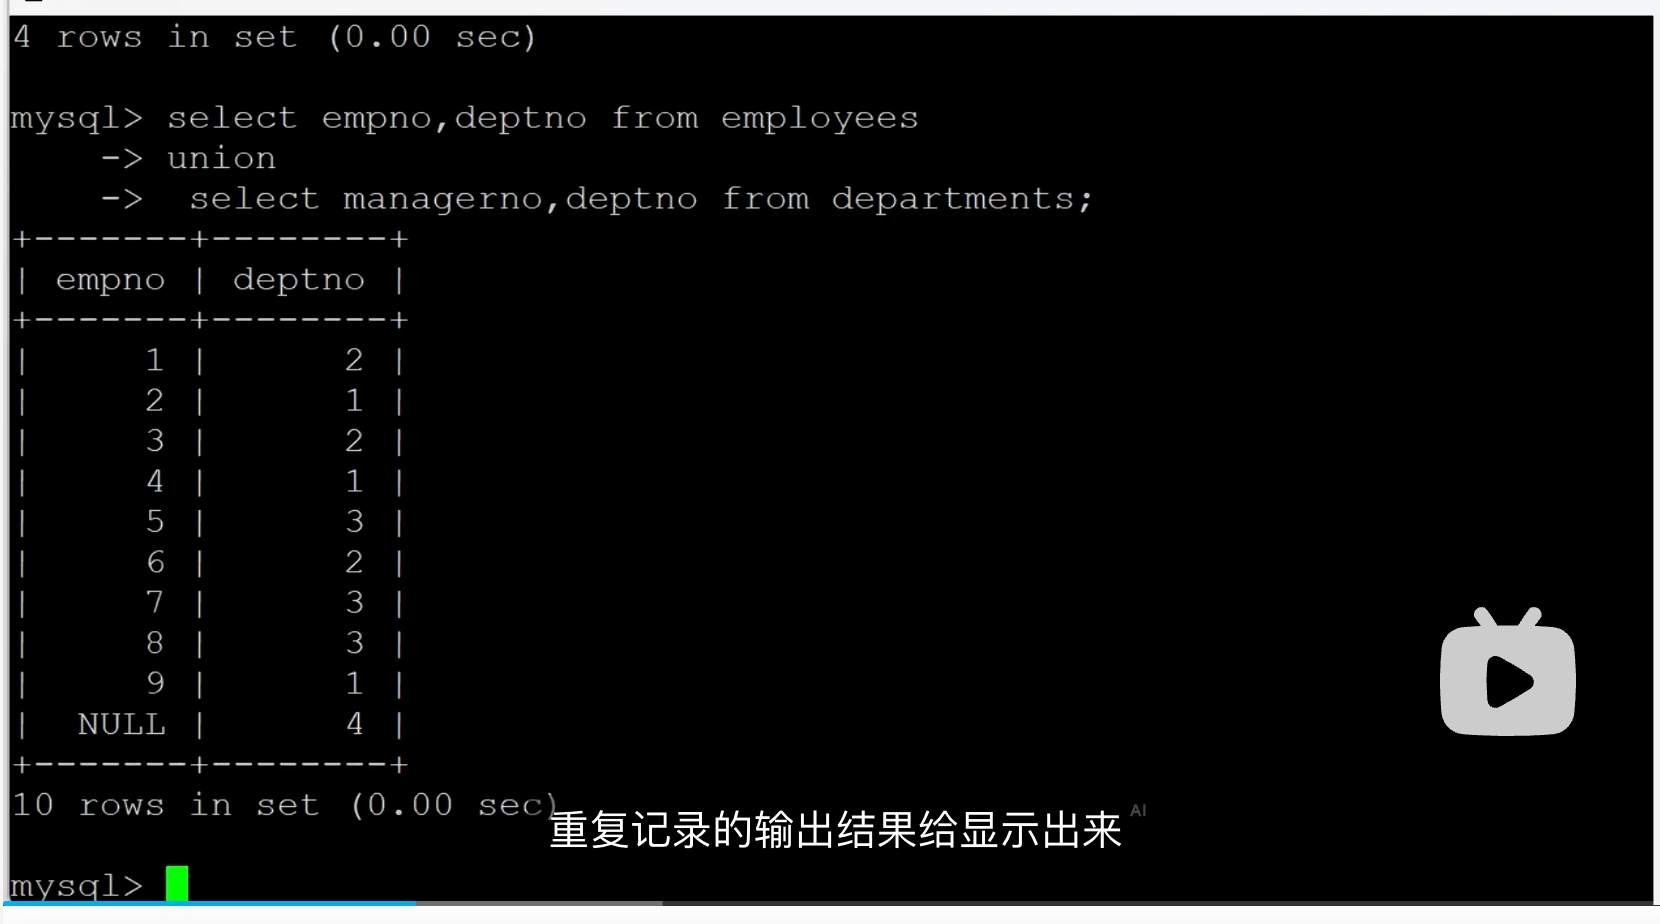 4 rows in set (0.00 sec)
mysql> select empno,deptno from employees
    -> union
    ->  select managerno,deptno from departments;
+-------+--------+
| empno | deptno |
+-------+--------+
|     1 |      2 |
|     2 |      1 |
|     3 |      2 |
|     4 |      1 |
|     5 |      3 |
|     6 |      2 |
|     7 |      3 |
|     8 |      3 |
|     9 |      1 |
|  NULL |      4 |
+-------+--------+
10 rows in set (0.00 sec)
重复记录的输出结果给显示出来 AI
mysql>